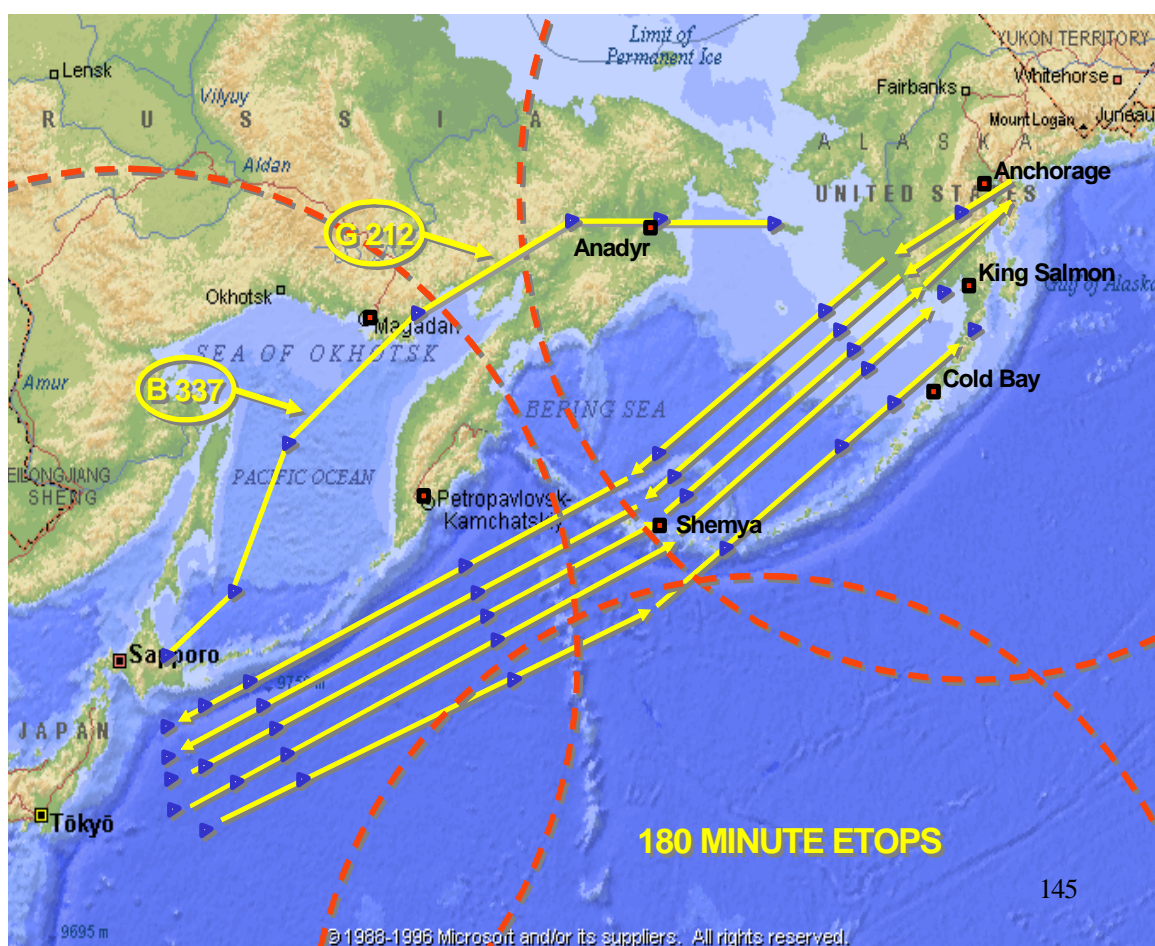 Limit of
Permanent Ice
YUKON TERRITORY
Lensk
Whitehorse
Fairbanks
Vilyuy
R U S S I A
Mount Logan
Juneau
A L A S K A
Aldan
Anchorage
UNITED STATES
G 212
Anadyr
King Salmon
Gulf of Alaska
Okhotsk
Magadan
SEA OF OKHOTSK
Amur
B 337
Cold Bay
BERING SEA
EILONGJIANG
SHENG
PACIFIC OCEAN
Petropavlovsk-
Kamchatskiy
Shemya
Sapporo
9750 m
JAPAN
Tōkyō
180 MINUTE ETOPS
145
9695 m
© 1988-1996 Microsoft and/or its suppliers. All rights reserved.